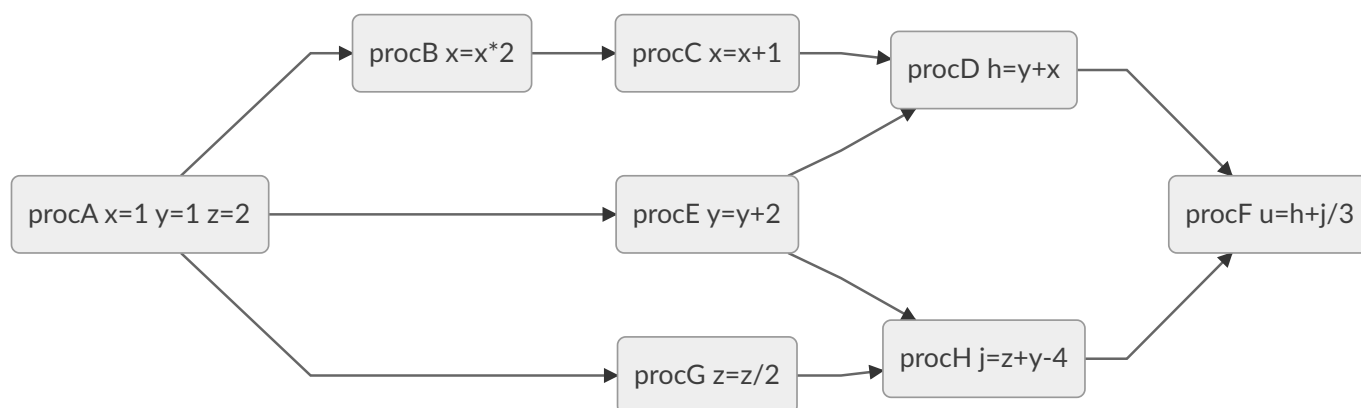 procB x=x*2
procC x=x+1
procD h=y+x
procA x=1 y=1 z=2
procE y=y+2
procF u=h+j/3
procG z=z/2
procH j=z+y-4